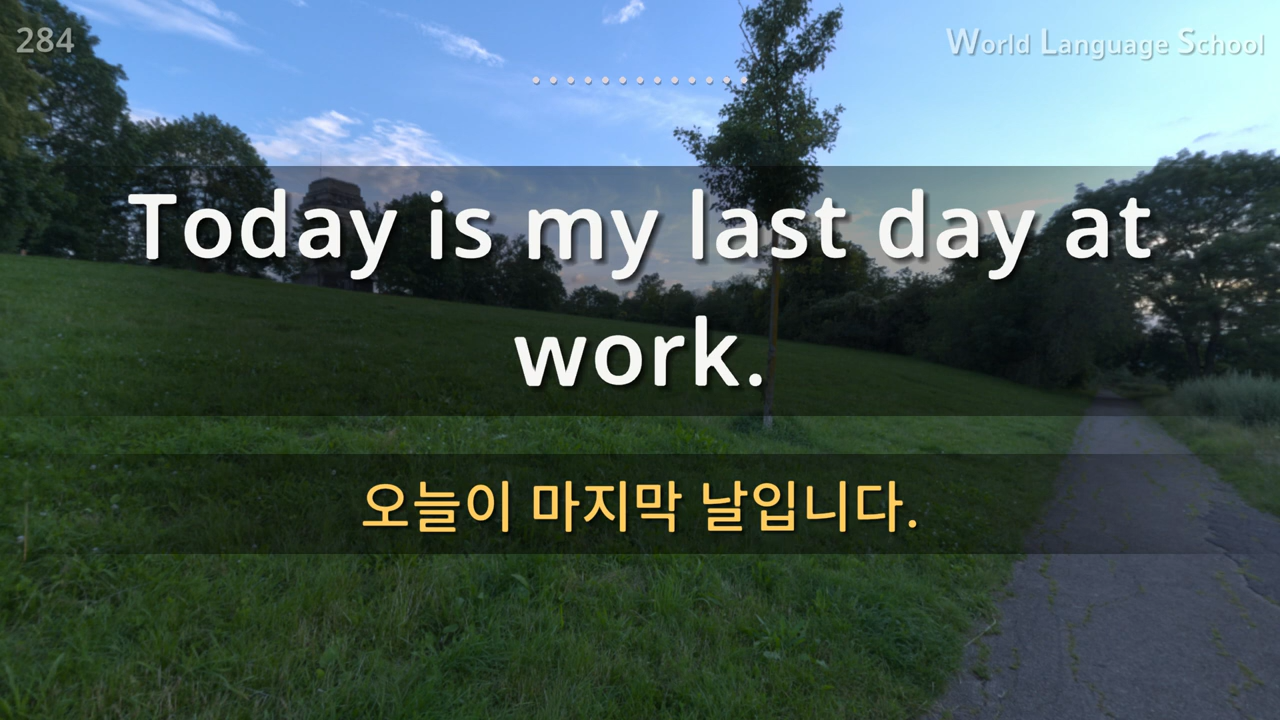 284
World Language School
Today is my last day at
work.
오늘이 마지막 날입니다.